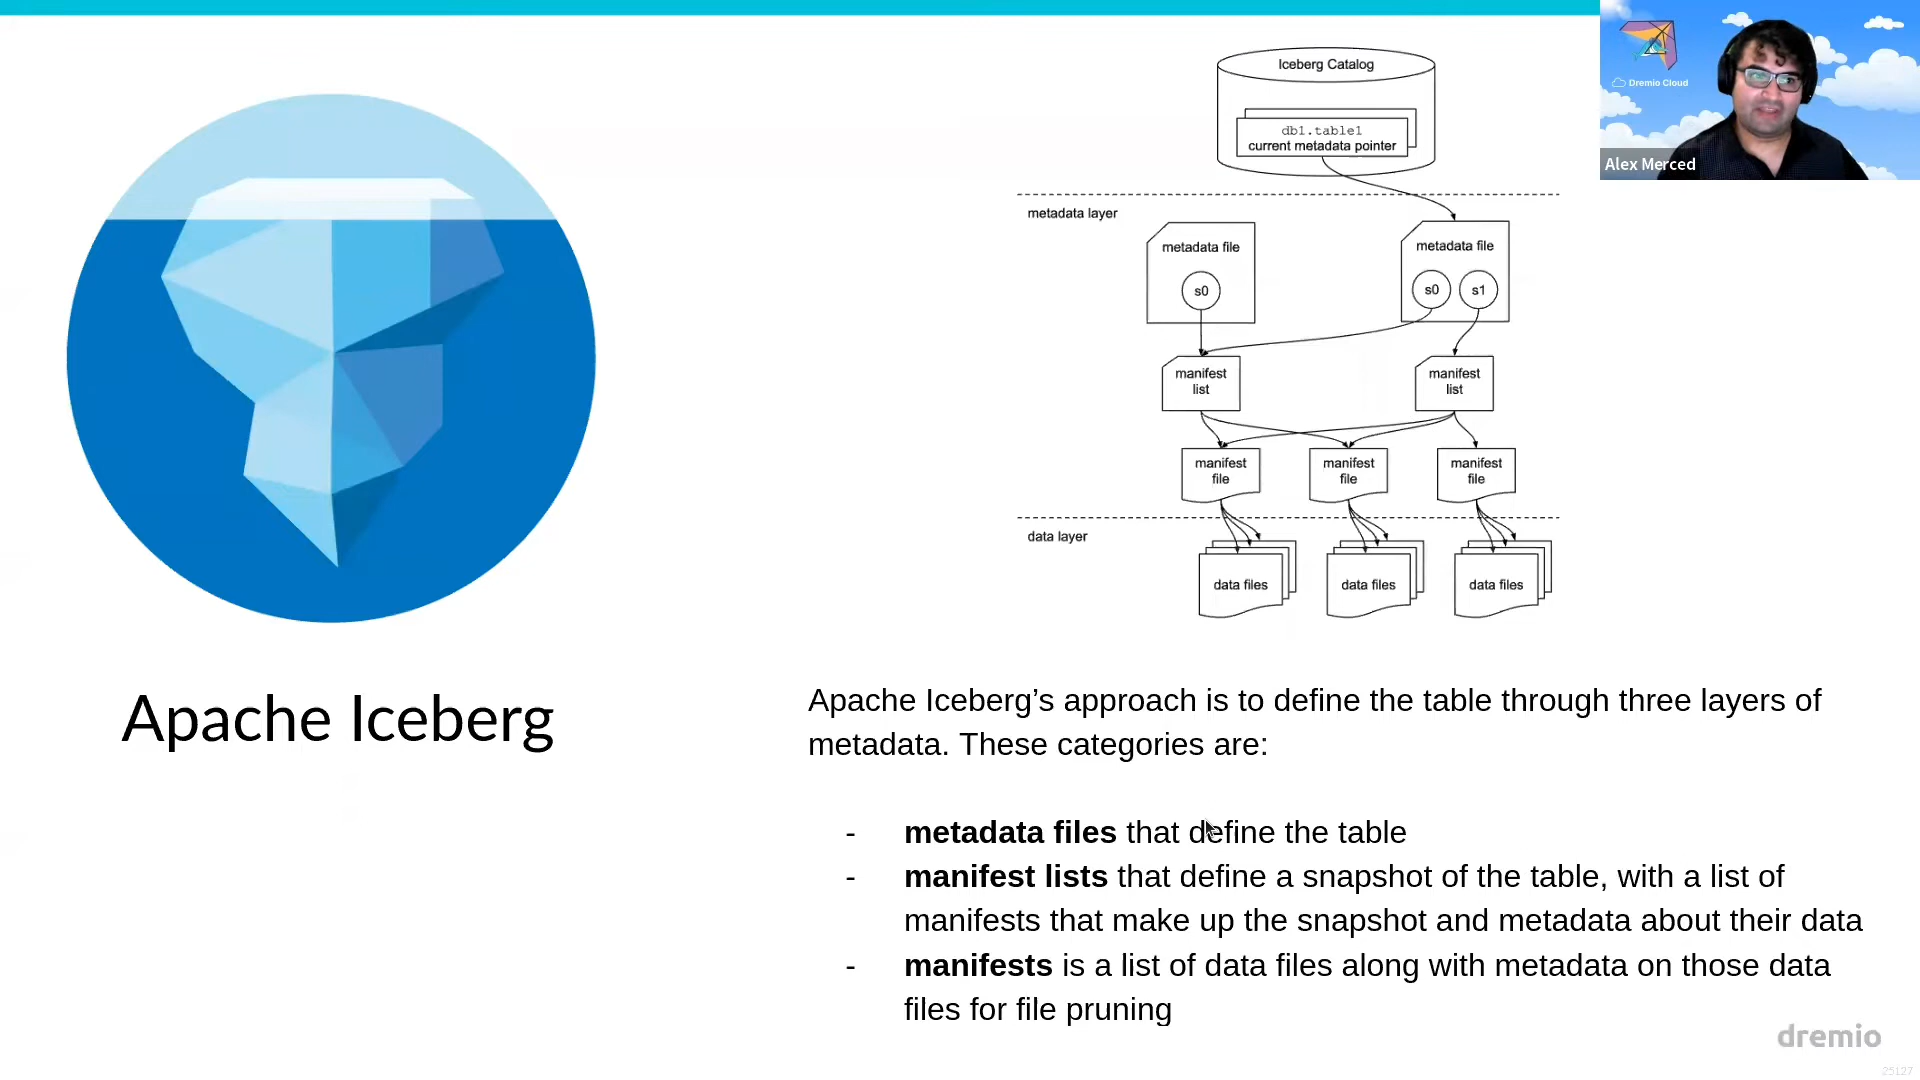 Iceberg Catalog
db1.table1
current metadata pointer
metadata layer
metadata file
s0
metadata file
s0 s1
manifest
list
manifest
list
manifest
file
manifest
file
manifest
file
data layer
data files
data files
data files
Dremio Cloud
Alex Merced
Apache Iceberg
Apache Iceberg’s approach is to define the table through three layers of
metadata. These categories are:
- metadata files that define the table
- manifest lists that define a snapshot of the table, with a list of
manifests that make up the snapshot and metadata about their data
- manifests is a list of data files along with metadata on those data
files for file pruning
dremio
25127